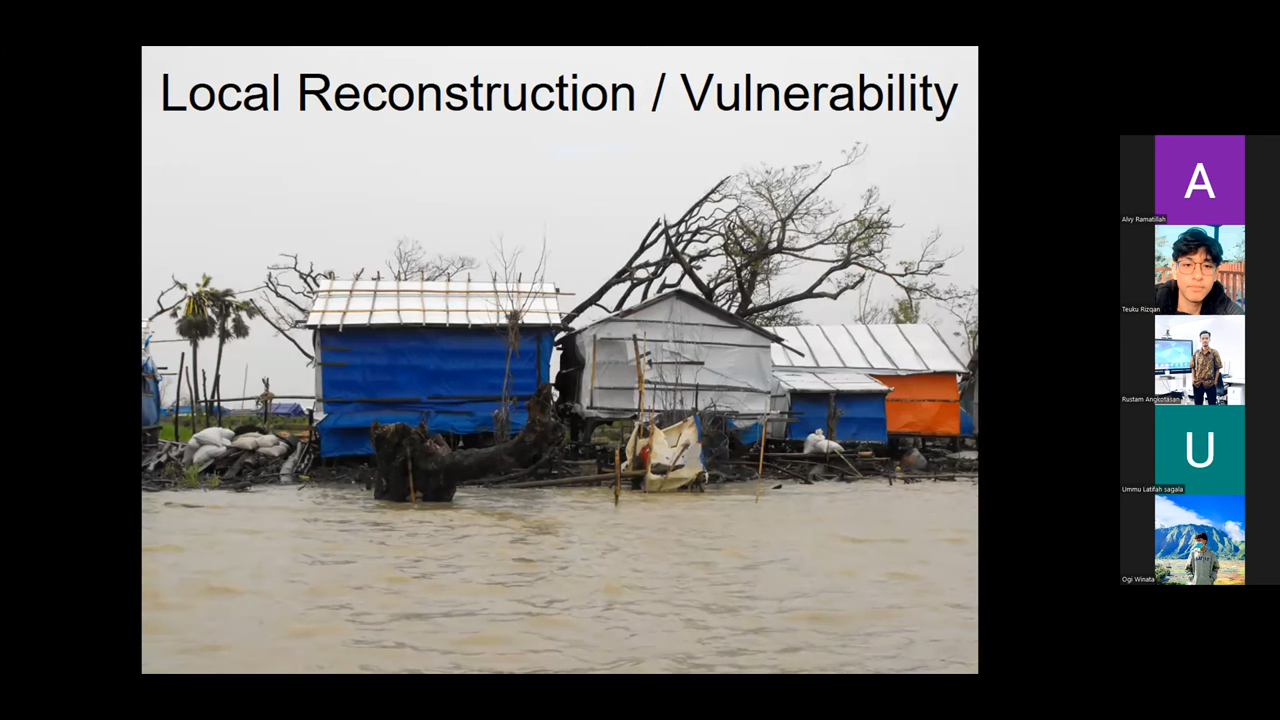 Local Reconstruction / Vulnerability
A
Alvy Ramatillah
Teuku Rizqan
Rustam Angkotasan
U
Ummu Latifah sagala
Ogi Winata